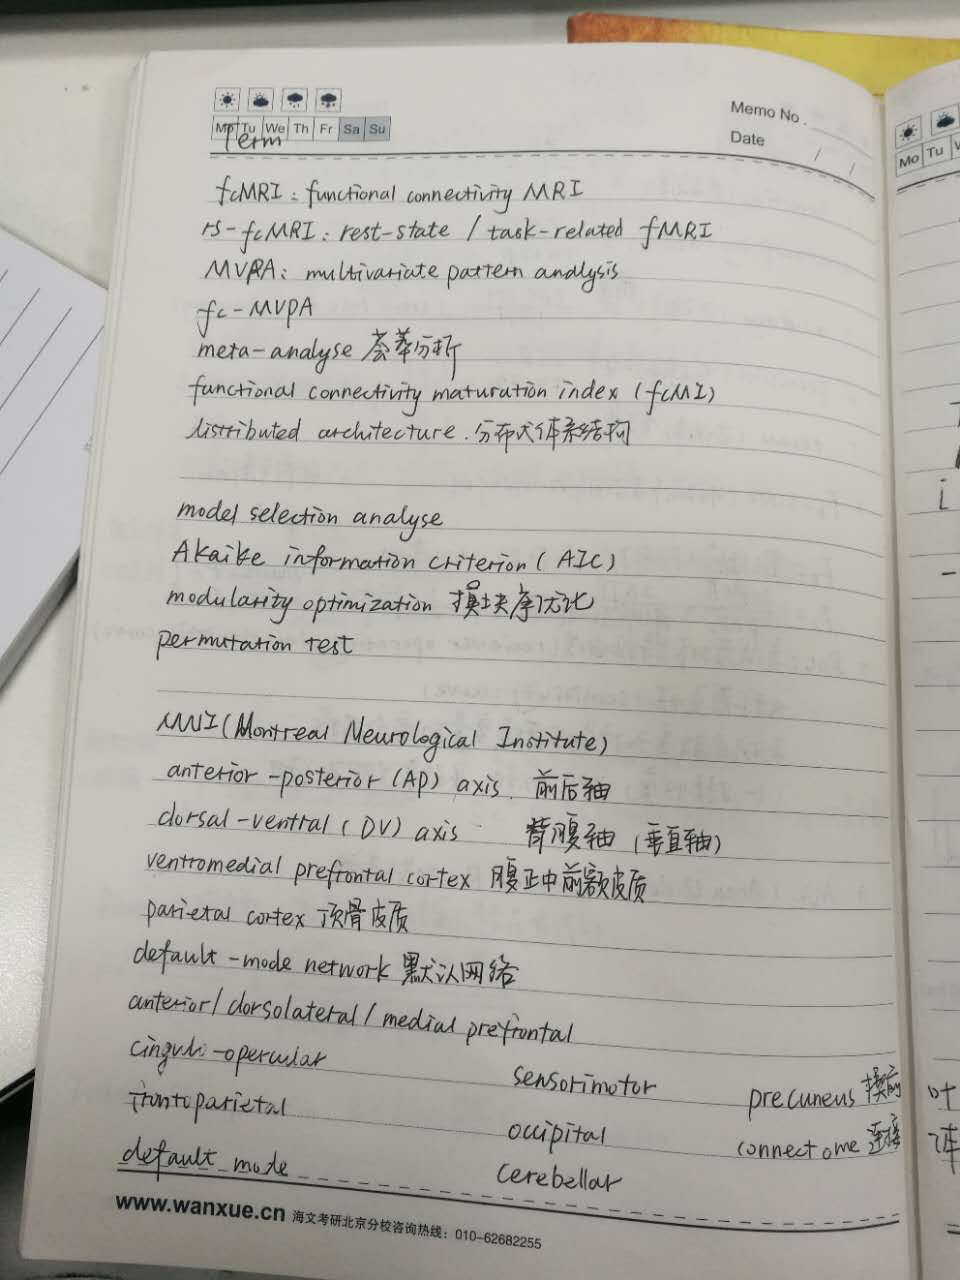 Mo Tu We Th Fr Sa Su
Memo No.
Date / /
Term
fcMRI: functional connectivity MRI
rs-fcMRI: rest-state / task-related fMRI
MVPA: multivariate pattern analysis
fc-MVPA
meta-analyse 荟萃分析
functional connectivity maturation index (fcMI)
distributed architecture. 分布式体系结构
model selection analyse
Akaike information criterion (AIC)
modularity optimization 模块序优化
permutation test
MNI (Montreal Neurological Institute)
anterior-posterior (AP) axis. 前后轴
dorsal-ventral (DV) axis 背腹轴 (垂直轴)
ventromedial prefrontal cortex 腹正中前额皮质
parietal cortex 顶骨皮质
default-mode network 默认网络
anterior/dorsolateral/medial prefrontal
cingulo-opercular
sensorimotor
precuneus
frontoparietal
occipital
connectome 连接
default mode
cerebellar
www.wanxue.cn 海文考研北京分校咨询热线：010-62682255
Mo Tu